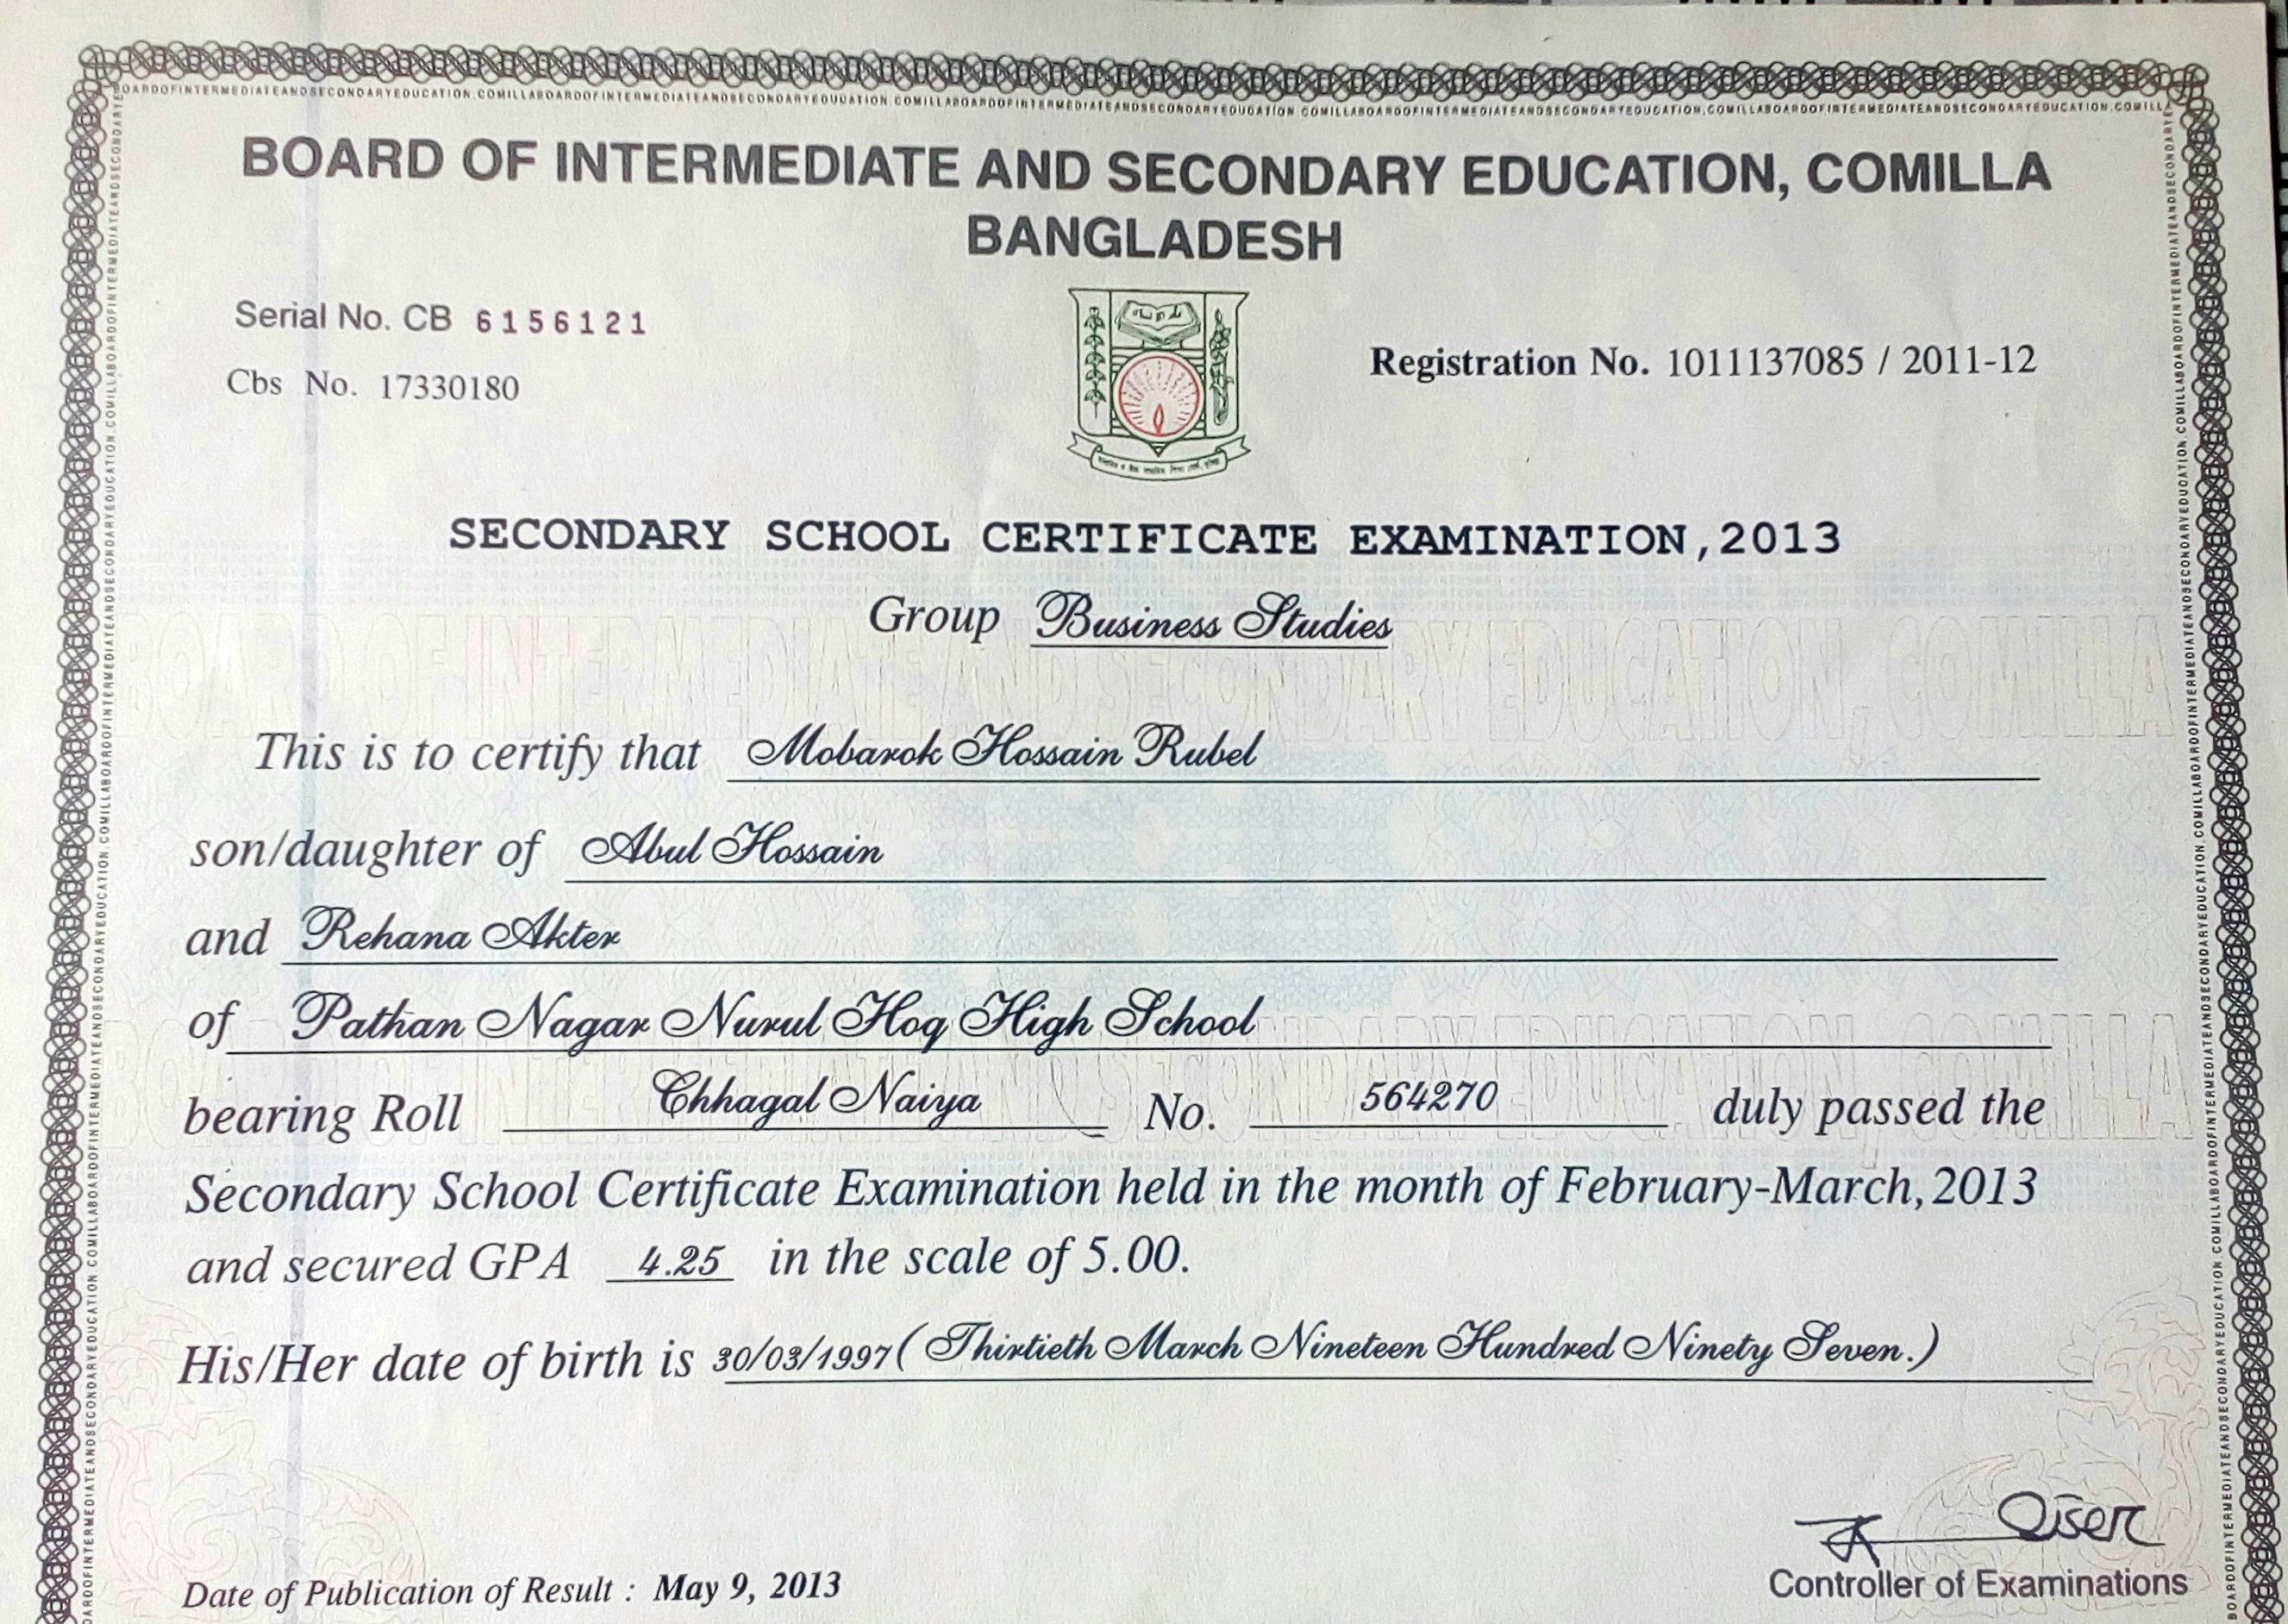 BOARD OF INTERMEDIATE AND SECONDARY EDUCATION, COMILLA
BANGLADESH
Serial No. CB 6156121
Cbs No. 17330180
Registration No. 1011137085 / 2011-12
SECONDARY SCHOOL CERTIFICATE EXAMINATION,2013
Group Business Studies
This is to certify that Mobarok Hossain Rubel
son/daughter of Abul Hossain
and Rehana Akter
of Pathan Nagar Nurul Hoq High School
bearing Roll Chhagal Naiya No. 564270 duly passed the
Secondary School Certificate Examination held in the month of February-March,2013
and secured GPA 4.25 in the scale of 5.00.
His/Her date of birth is 30/03/1997( Thirtieth March Nineteen Hundred Ninety Seven.)
Controller of Examinations
Date of Publication of Result : May 9, 2013